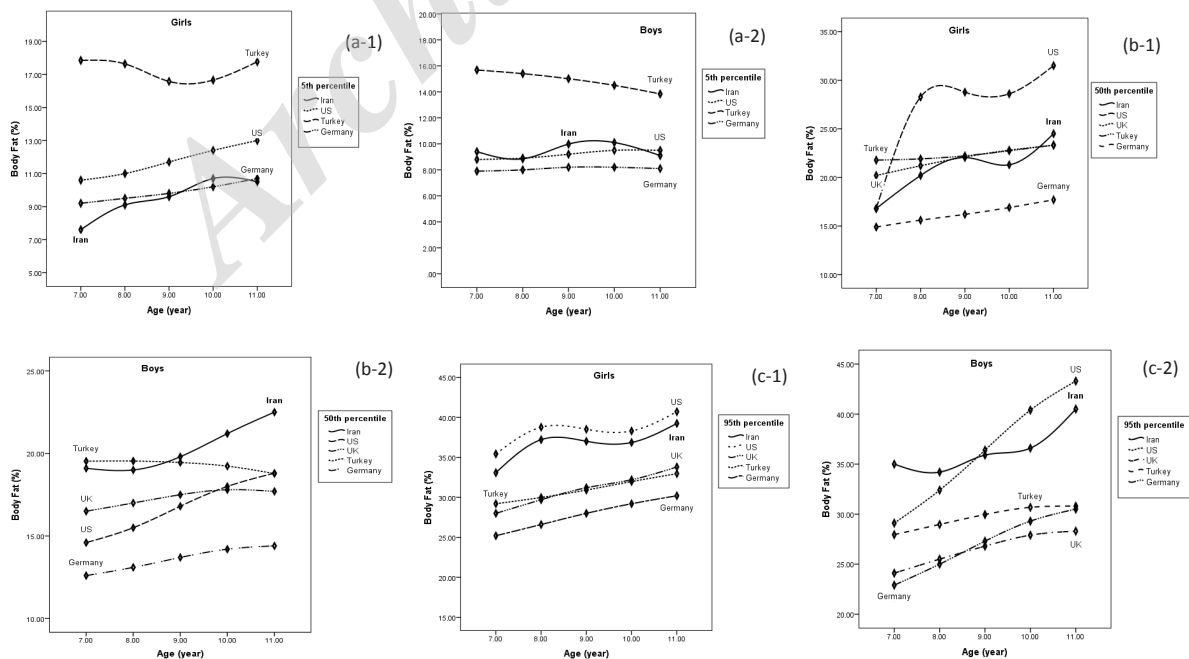 Girls
(a-1)
19.00
17.00
15.00
13.00
11.00
9.00
7.00
5.00
Body Fat (%)
Turkey
US
Germany
Iran
5th percentile
Iran
US
Turkey
Germany
7.00 8.00 9.00 10.00 11.00
Age (year)
Boys
(a-2)
20.00
18.00
16.00
14.00
12.00
10.00
8.00
6.00
4.00
2.00
.00
Body Fat (%)
Turkey
Iran
US
Germany
5th percentile
Iran
US
Turkey
Germany
7.00 8.00 9.00 10.00 11.00
Age (year)
Girls
(b-1)
35.00
30.00
25.00
20.00
15.00
10.00
Body Fat (%)
US
Iran
Turkey
UK
Germany
50th percentile
Iran
US
UK
Tukey
Germany
7.00 8.00 9.00 10.00 11.00
Age (year)
Boys
(b-2)
25.00
20.00
15.00
10.00
Body Fat (%)
Iran
Turkey
UK
US
Germany
50th percentile
Iran
US
UK
Turkey
Germany
7.00 8.00 9.00 10.00 11.00
Age (year)
Girls
(c-1)
45.00
40.00
35.00
30.00
25.00
20.00
15.00
Body Fat (%)
US
Iran
UK
Turkey
Germany
95th percentile
Iran
US
UK
Turkey
Germany
7.00 8.00 9.00 10.00 11.00
Age (year)
Boys
(c-2)
45.00
40.00
35.00
30.00
25.00
20.00
Body Fat (%)
US
Iran
Turkey
UK
Germany
95th percentile
Iran
US
UK
Turkey
Germany
7.00 8.00 9.00 10.00 11.00
Age (year)
Arch